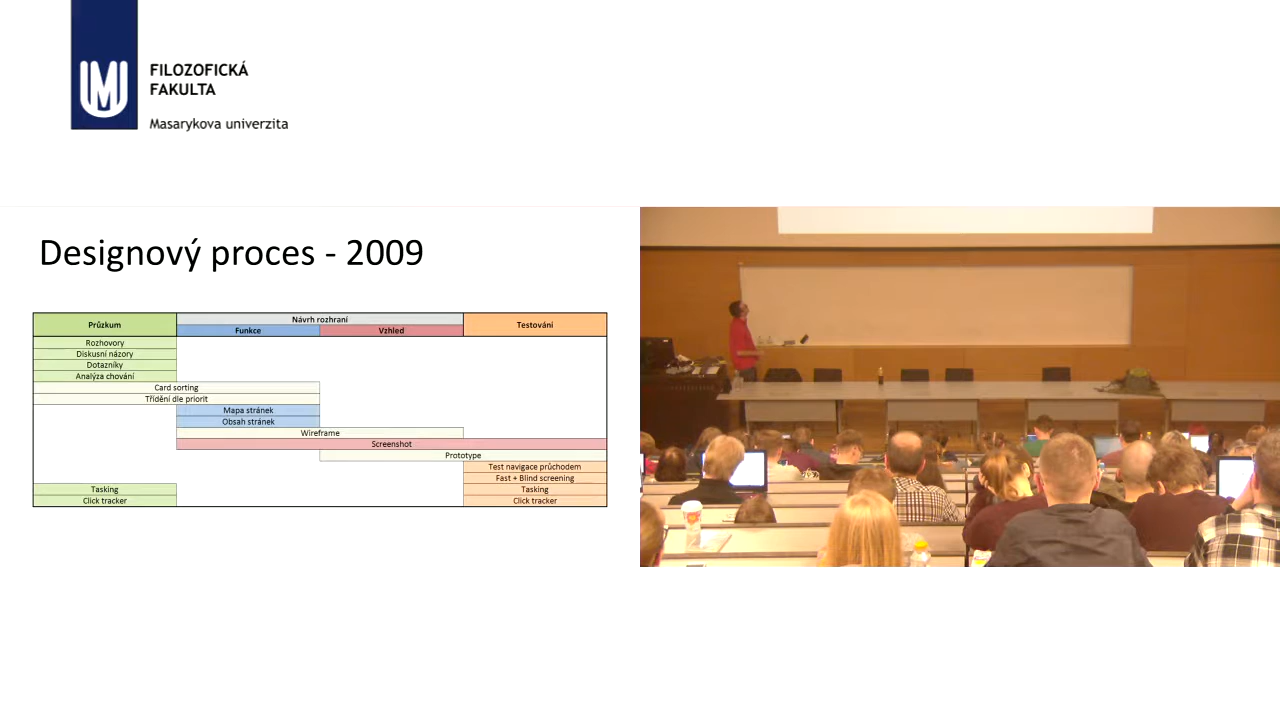 FILOZOFICKÁ
FAKULTA
Masarykova univerzita
Designový proces - 2009
Průzkum
Návrh rozhraní
Testování
Funkce
Vzhled
Rozhovory
Diskusní názory
Dotazníky
Analýza chování
Card sorting
Třídění dle priorit
Mapa stránek
Obsah stránek
Wireframe
Screenshot
Prototype
Test navigace průchodem
Fast + Blind screening
Tasking
Tasking
Click tracker
Click tracker